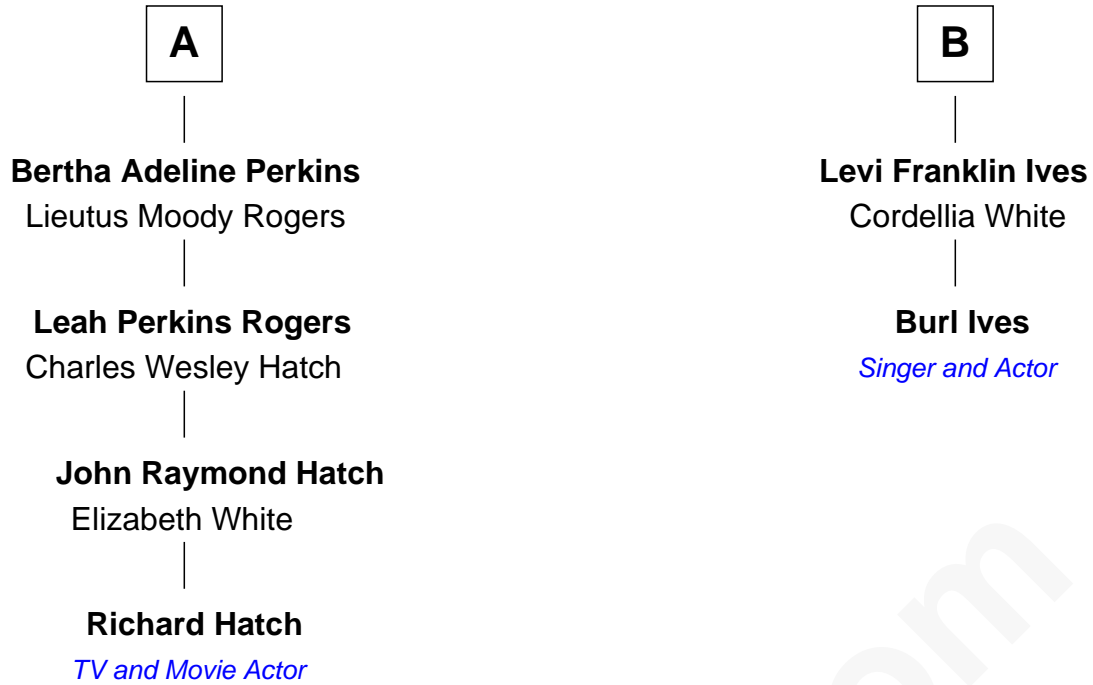 A
Bertha Adeline Perkins
Lieutus Moody Rogers
Leah Perkins Rogers
Charles Wesley Hatch
John Raymond Hatch
Elizabeth White
Richard Hatch
TV and Movie Actor
B
Levi Franklin Ives
Cordellia White
Burl Ives
Singer and Actor
om